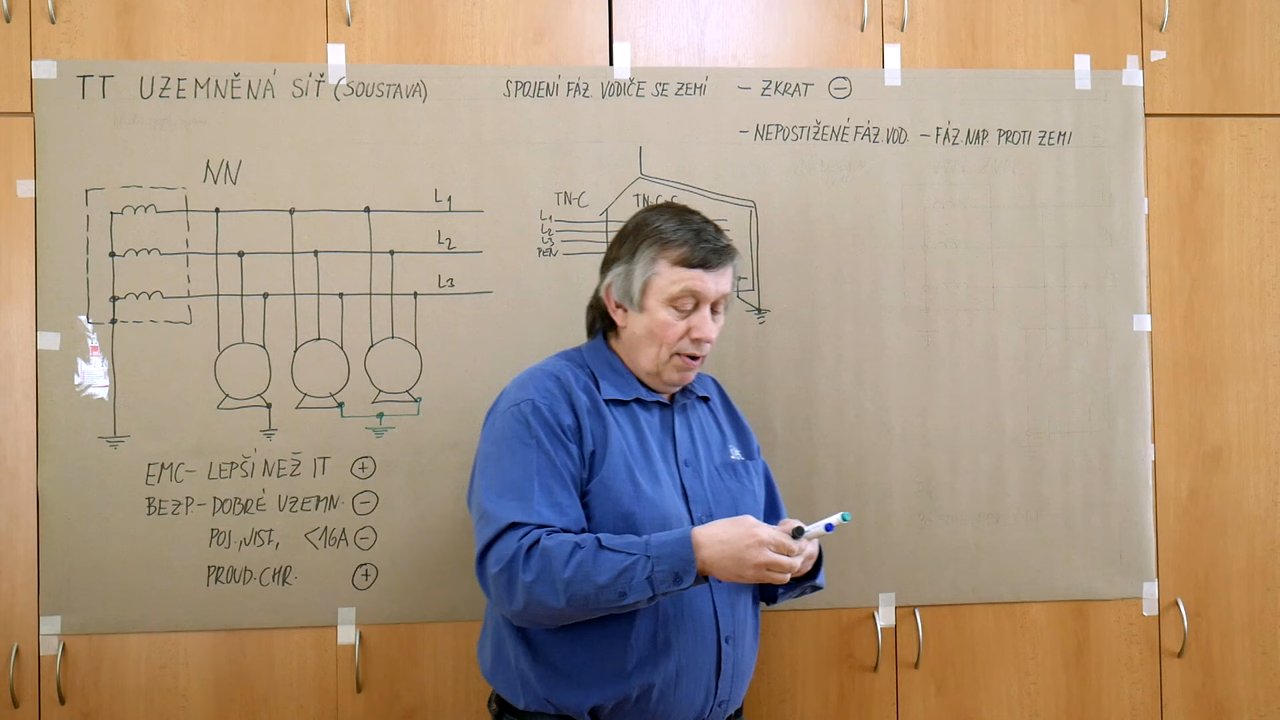 TT UZEMNĚNÁ SÍŤ (SOUSTAVA)
SPOJENÍ FÁZ. VODIČE SE ZEMÍ - ZKRAT ⊖
- NEPOSTIŽENÉ FÁZ. VOD. - FÁZ. NAP. PROTI ZEMI
NN
L1
L2
L3
TN-C
L1
L2
L3
PEN
EMC - LEPŠÍ NEŽ IT ⊕
BEZP. - DOBRÉ UZEMN. ⊖
POJ., JIST, <16A ⊖
PROUD. CHR. ⊕